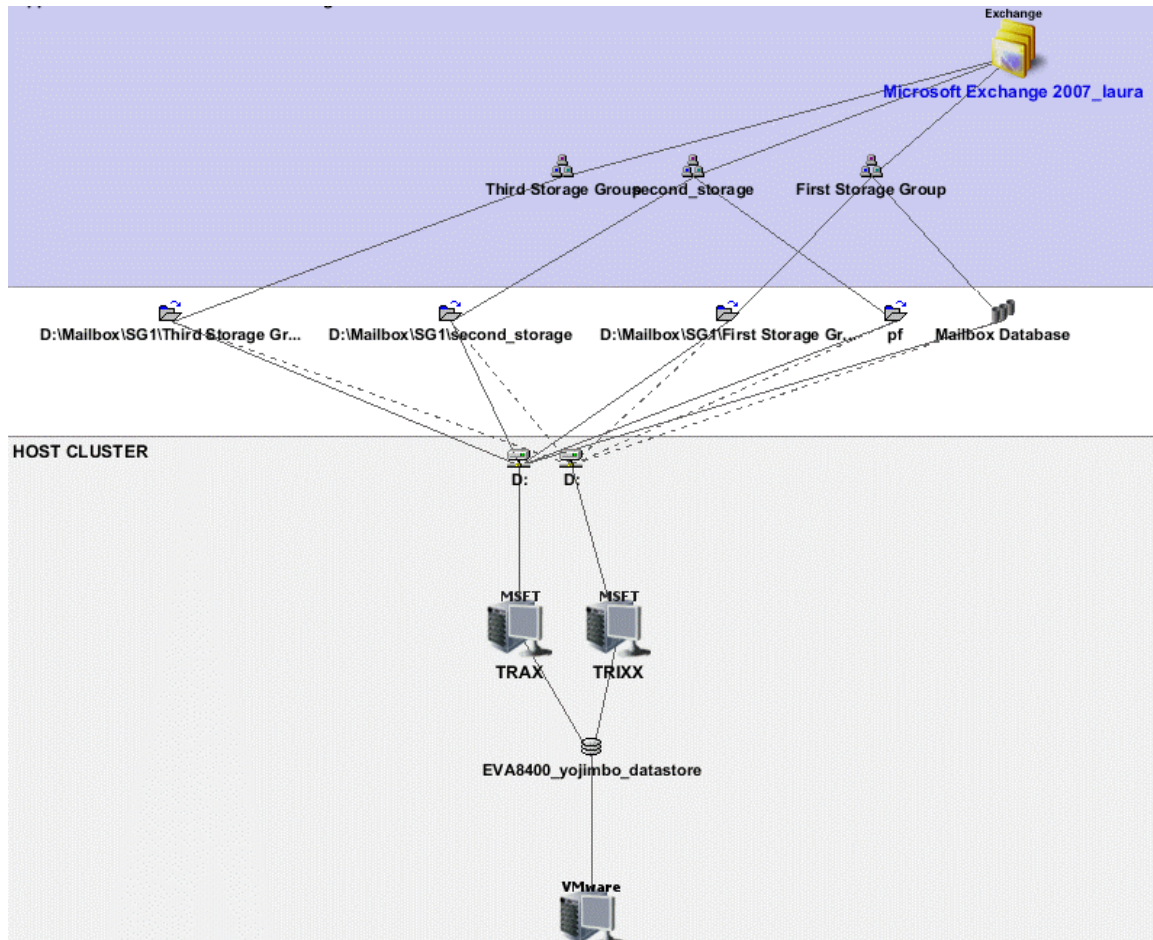 Exchange
Microsoft Exchange 2007_laura
Third Storage Group
second_storage
First Storage Group
D:\Mailbox\SG1\Third Storage Gr...
D:\Mailbox\SG1\second_storage
D:\Mailbox\SG1\First Storage Gr...
pf
Mailbox Database
HOST CLUSTER
D:
D:
MSFT
MSFT
TRAX
TRIXX
EVA8400_yojimbo_datastore
VMware